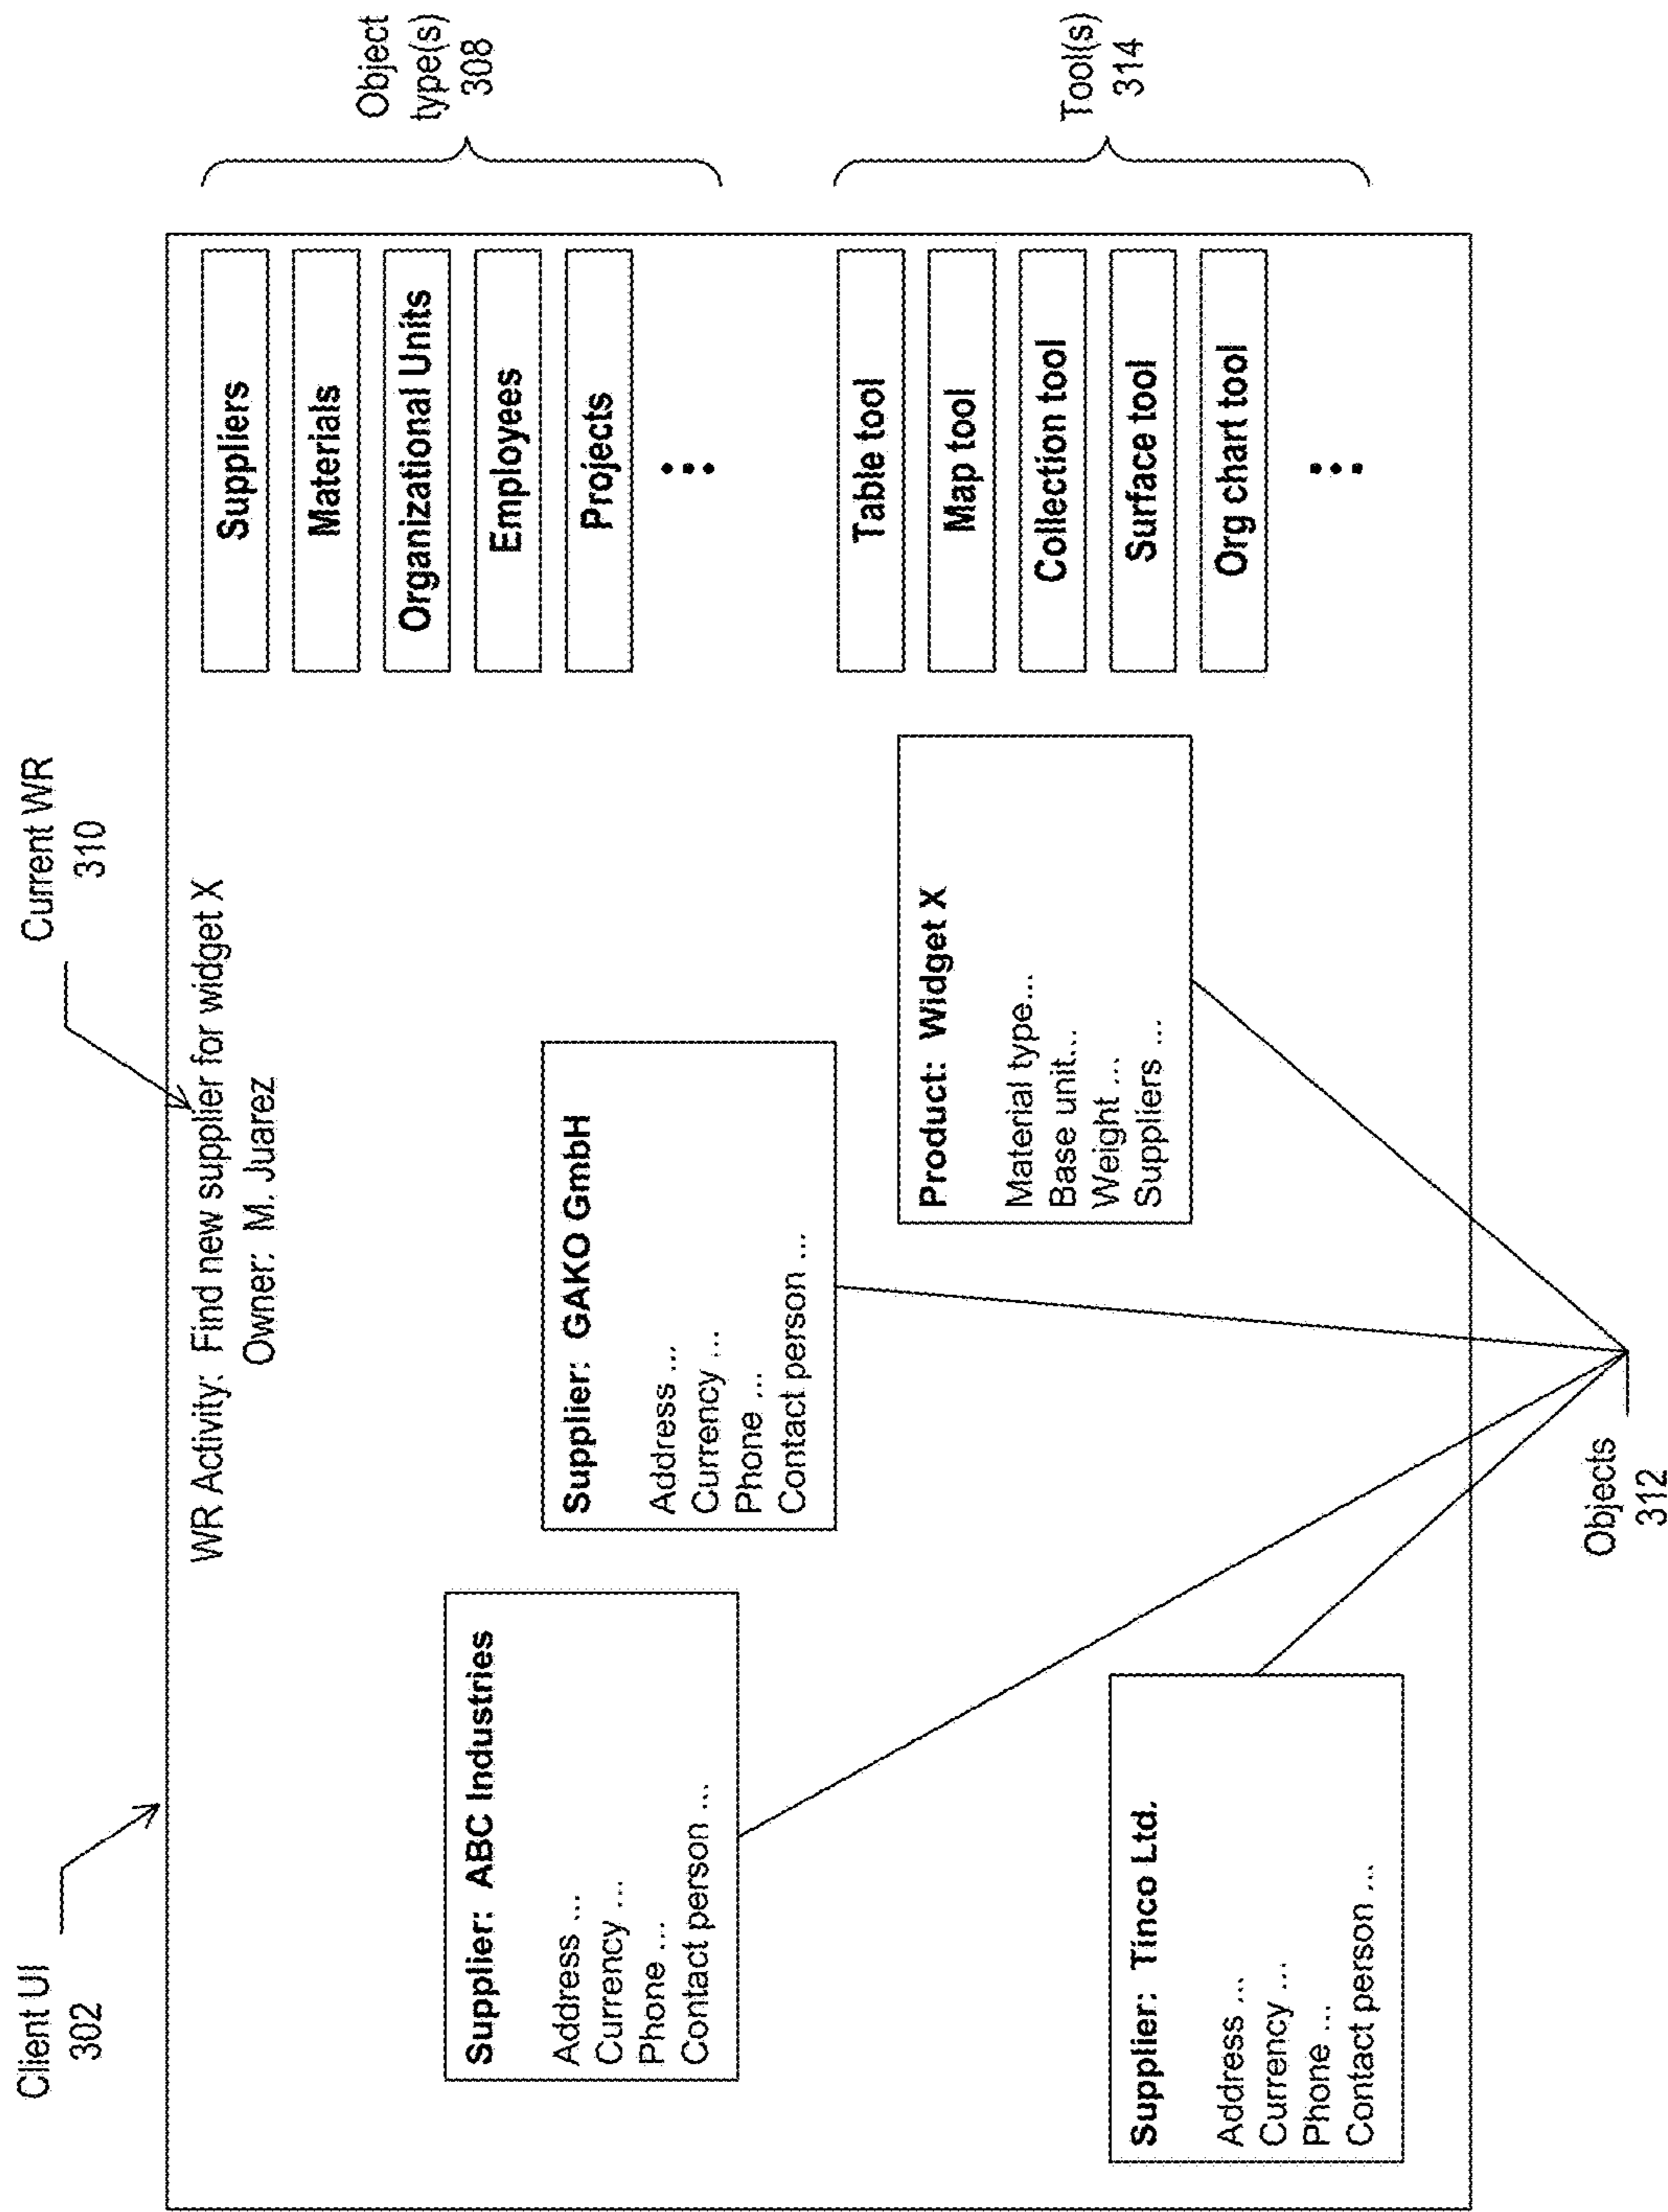 Client UI
302
Current WR
310
WR Activity: Find new supplier for widget X
Owner: M. Juarez
Supplier: ABC Industries
Address ...
Currency ...
Phone ...
Contact person ...
Supplier: GAKO GmbH
Address ...
Currency ...
Phone ...
Contact person ...
Supplier: Tinco Ltd.
Address ...
Currency ...
Phone ...
Contact person ...
Product: Widget X
Material type...
Base unit...
Weight ...
Suppliers ...
Suppliers
Materials
Organizational Units
Employees
Projects
Object
type(s)
308
Table tool
Map tool
Collection tool
Surface tool
Org chart tool
Tool(s)
314
Objects
312